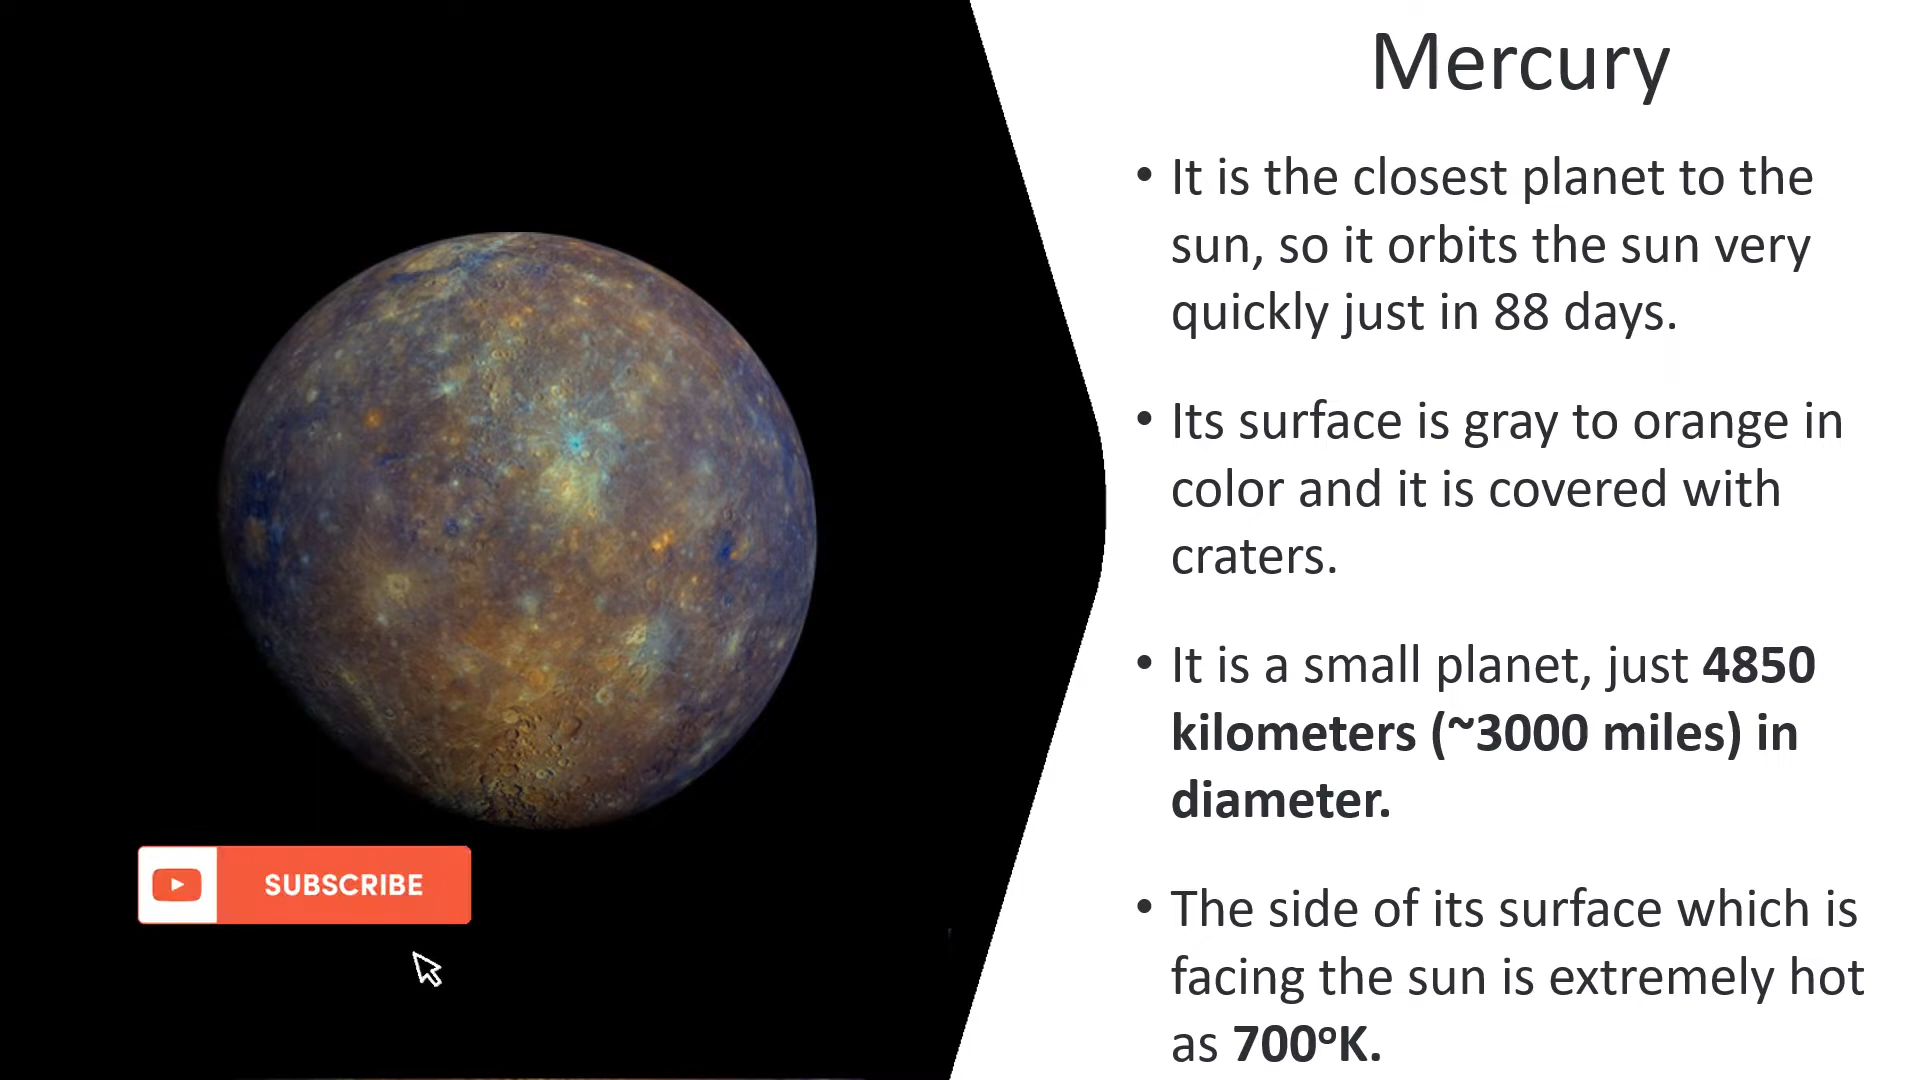 Mercury
• It is the closest planet to the
sun, so it orbits the sun very
quickly just in 88 days.
• Its surface is gray to orange in
color and it is covered with
craters.
• It is a small planet, just 4850
kilometers (~3000 miles) in
diameter.
• The side of its surface which is
facing the sun is extremely hot
as 700ºK.
SUBSCRIBE